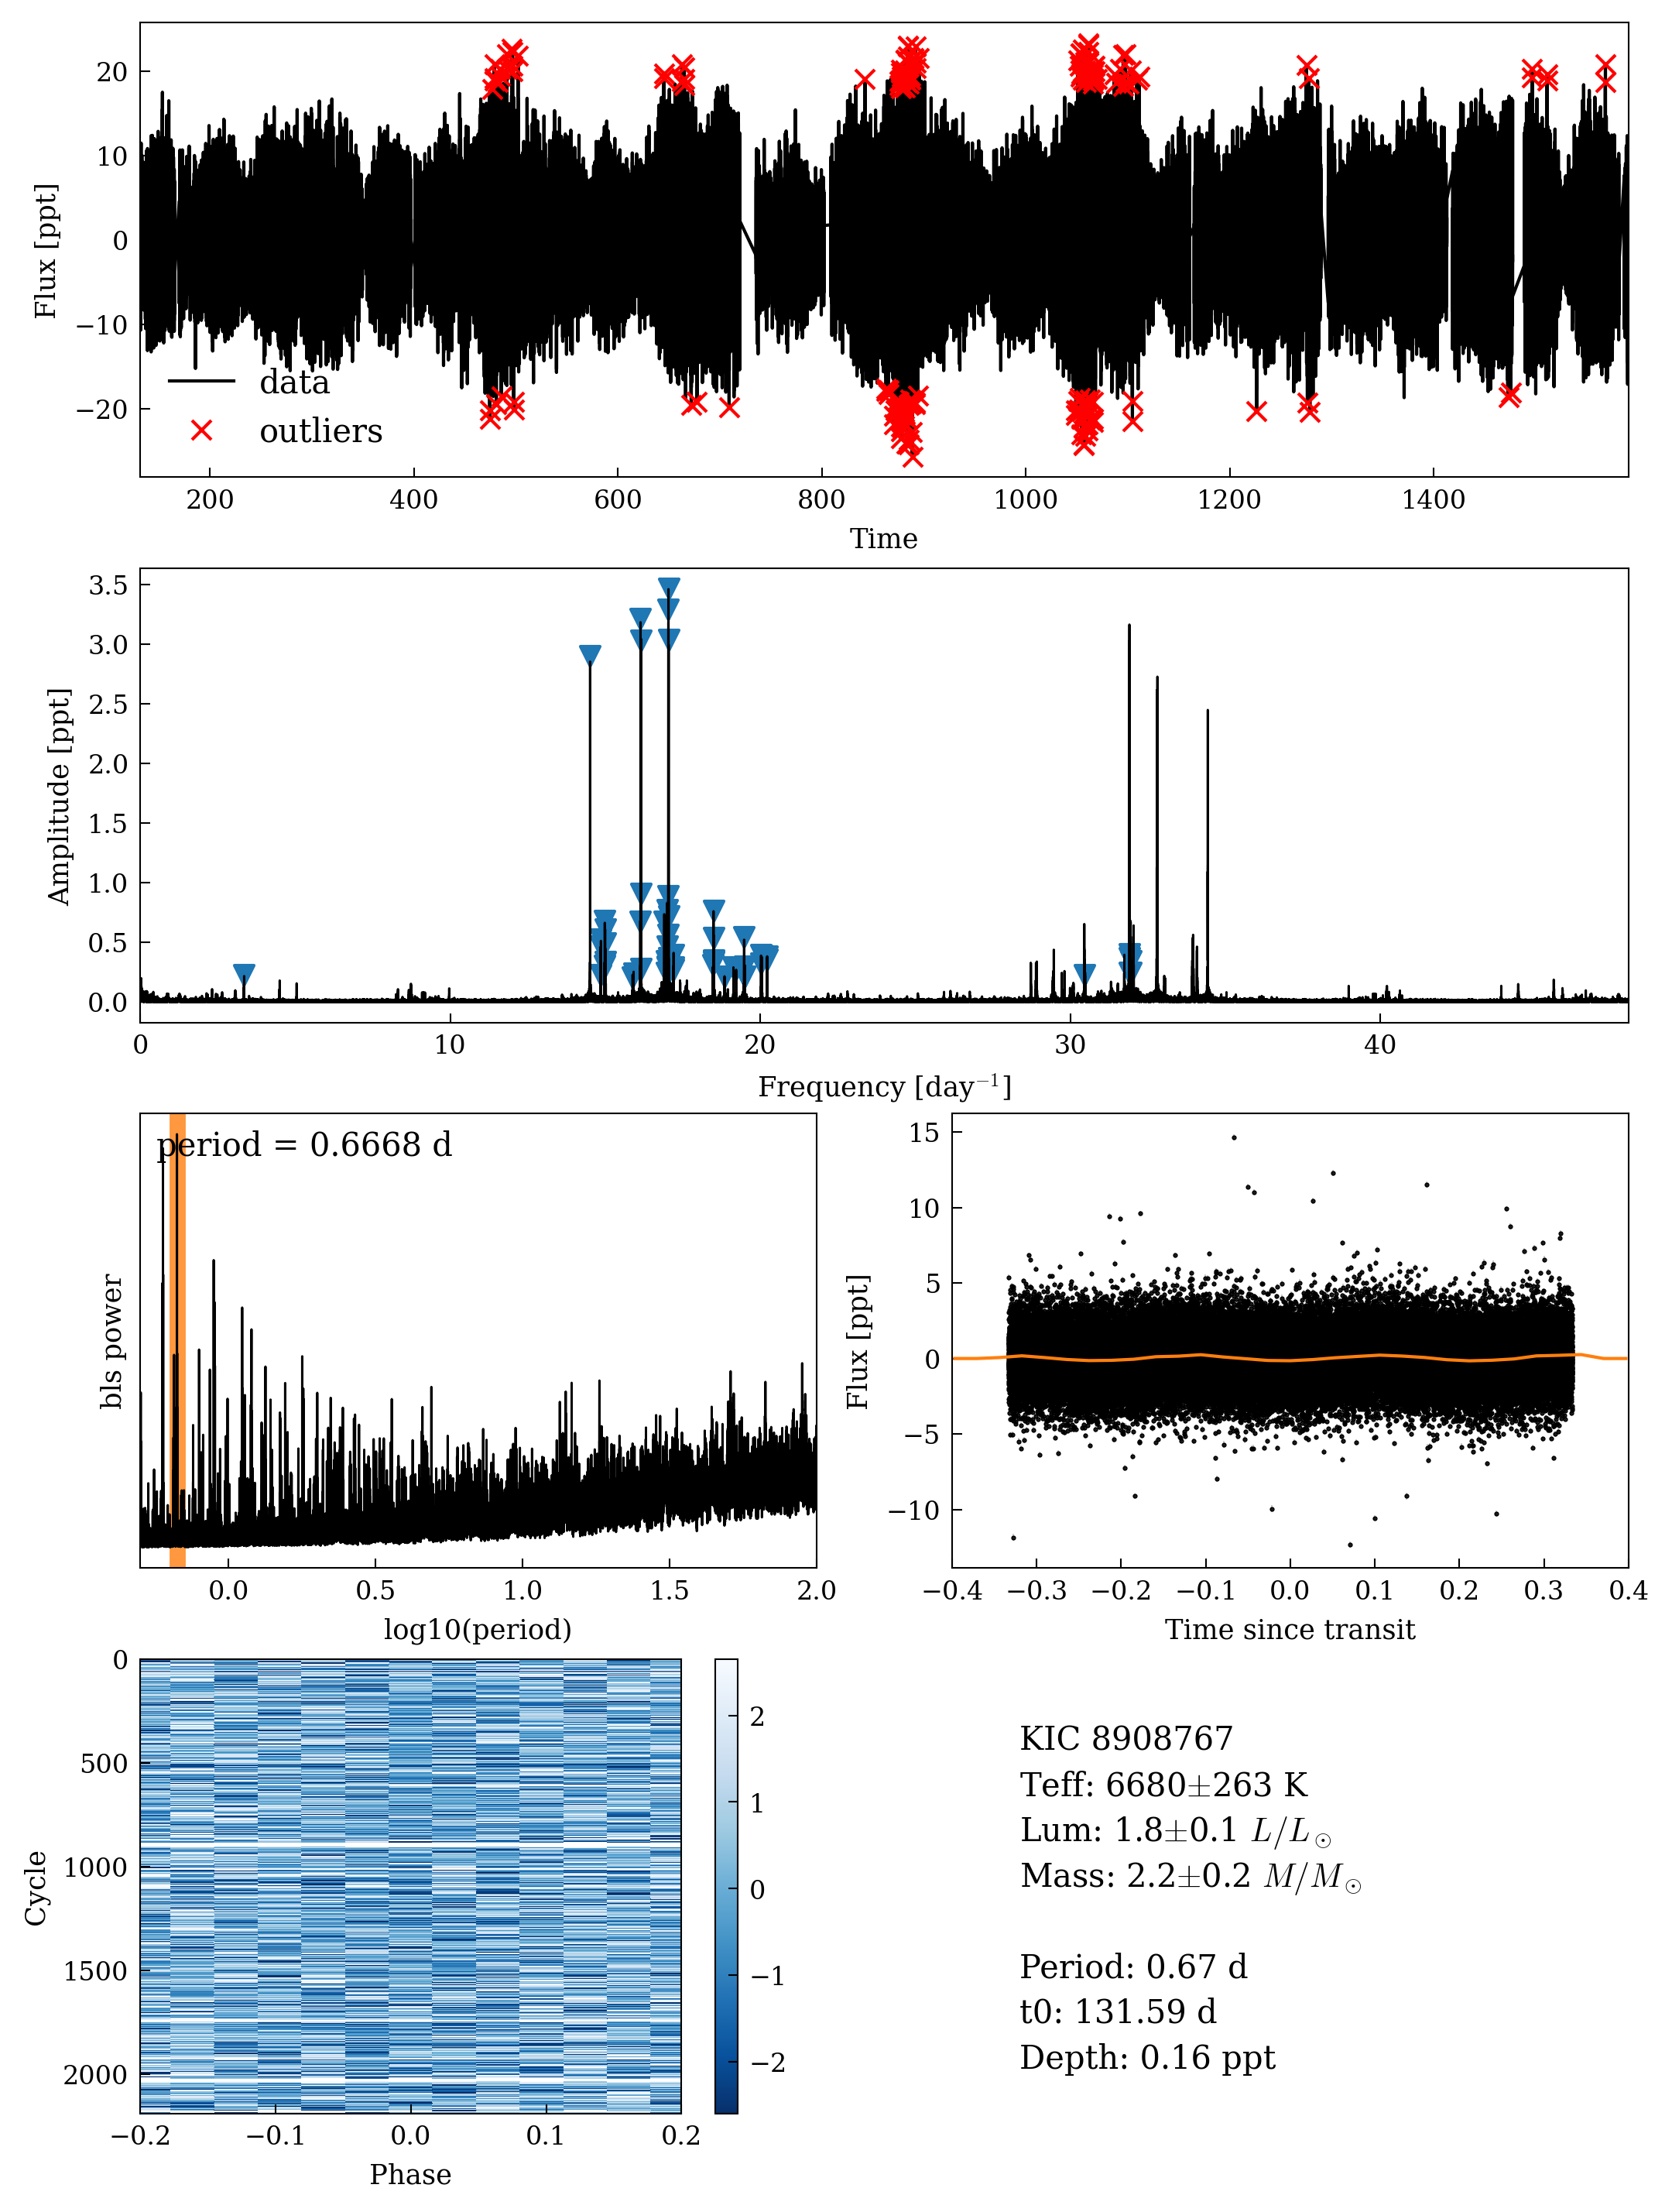 20
10
0
−10
−20
Flux [ppt]
data
outliers
200 400 600 800 1000 1200 1400
Time
3.5
3.0
2.5
2.0
1.5
1.0
0.5
0.0
Amplitude [ppt]
0 10 20 30 40
Frequency [day⁻¹]
period = 0.6668 d
bls power
0.0 0.5 1.0 1.5 2.0
log10(period)
15
10
5
0
−5
−10
Flux [ppt]
−0.4 −0.3 −0.2 −0.1 0.0 0.1 0.2 0.3 0.4
Time since transit
0
500
1000
1500
2000
Cycle
−0.2 −0.1 0.0 0.1 0.2
Phase
2
1
0
−1
−2
KIC 8908767
Teff: 6680±263 K
Lum: 1.8±0.1 L/L⊙
Mass: 2.2±0.2 M/M⊙
Period: 0.67 d
t0: 131.59 d
Depth: 0.16 ppt